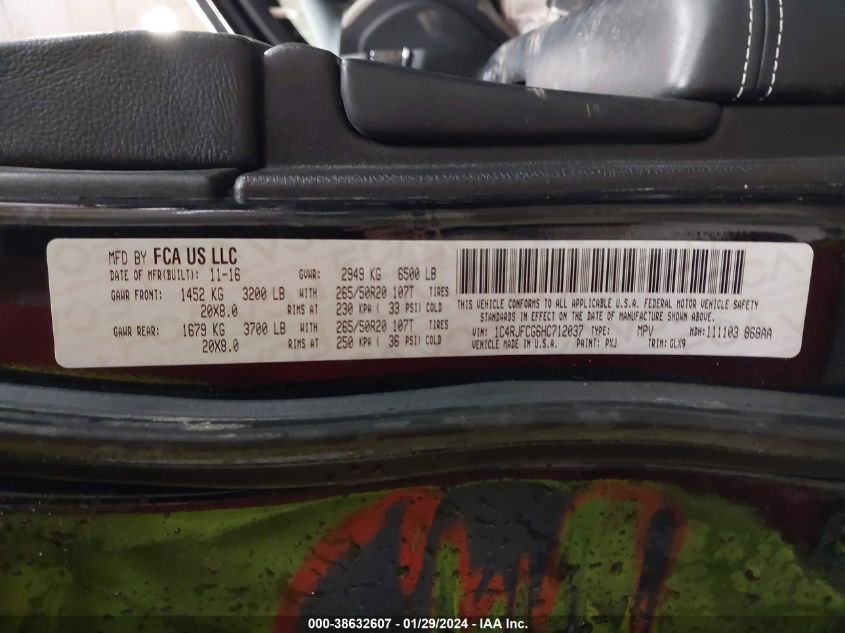 MFD BY FCA US LLC
DATE OF MFR(BUILT): 11-16 GVWR: 2949 KG 6500 LB
GAWR FRONT: 1452 KG 3200 LB WITH 265/50R20 107T TIRES
20X8.0 RIMS AT 230 KPA ( 33 PSI) COLD
GAWR REAR: 1679 KG 3700 LB WITH 265/50R20 107T TIRES
20X8.0 RIMS AT 250 KPA ( 36 PSI) COLD
THIS VEHICLE CONFORMS TO ALL APPLICABLE U.S.A. FEDERAL MOTOR VEHICLE SAFETY
STANDARDS IN EFFECT ON THE DATE OF MANUFACTURE SHOWN ABOVE.
VIN: 1C4RJFCG6HC712037 TYPE: MPV MDH: 111103 868AA
MADE IN U.S.A. PAINT: PXJ TRIM: GLX9
000-38632607 - 01/29/2024 - IAA Inc.